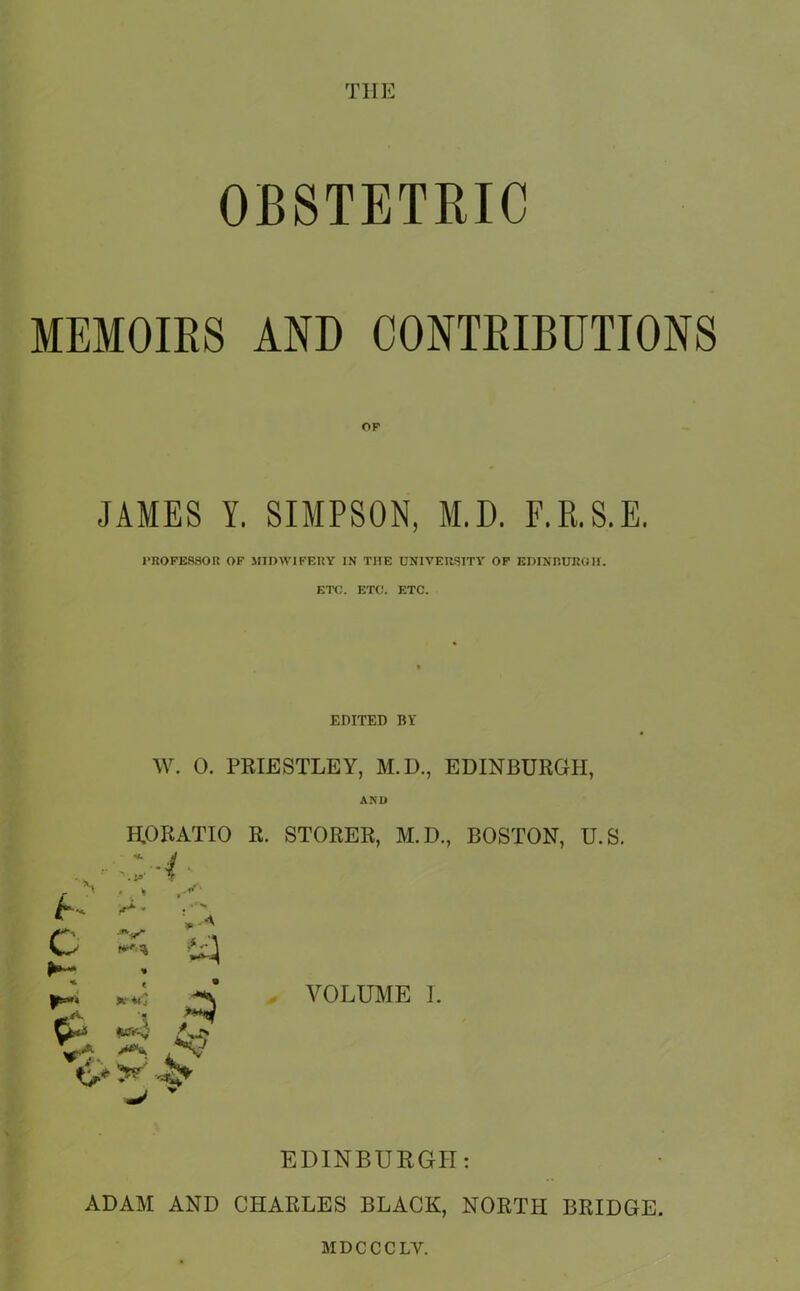 THE
OBSTETRIC
MEMOIRS AND CONTRIBUTIONS
OF
JAMES Y. SIMPSON, M.D. F.R.S.E.
PROFESSOR OF MIDWIFERY IN THE UNIVERSITY OF EDINBURGH.
ETC. ETC. ETC.
EDITED BY
W. O. PRIESTLEY, M.D., EDINBURGH,
AND
HORATIO R. STORER, M.D., BOSTON, U.S.
VOLUME I.
EDINBURGH:
ADAM AND CHARLES BLACK, NORTH BRIDGE.
MDCCCLV.